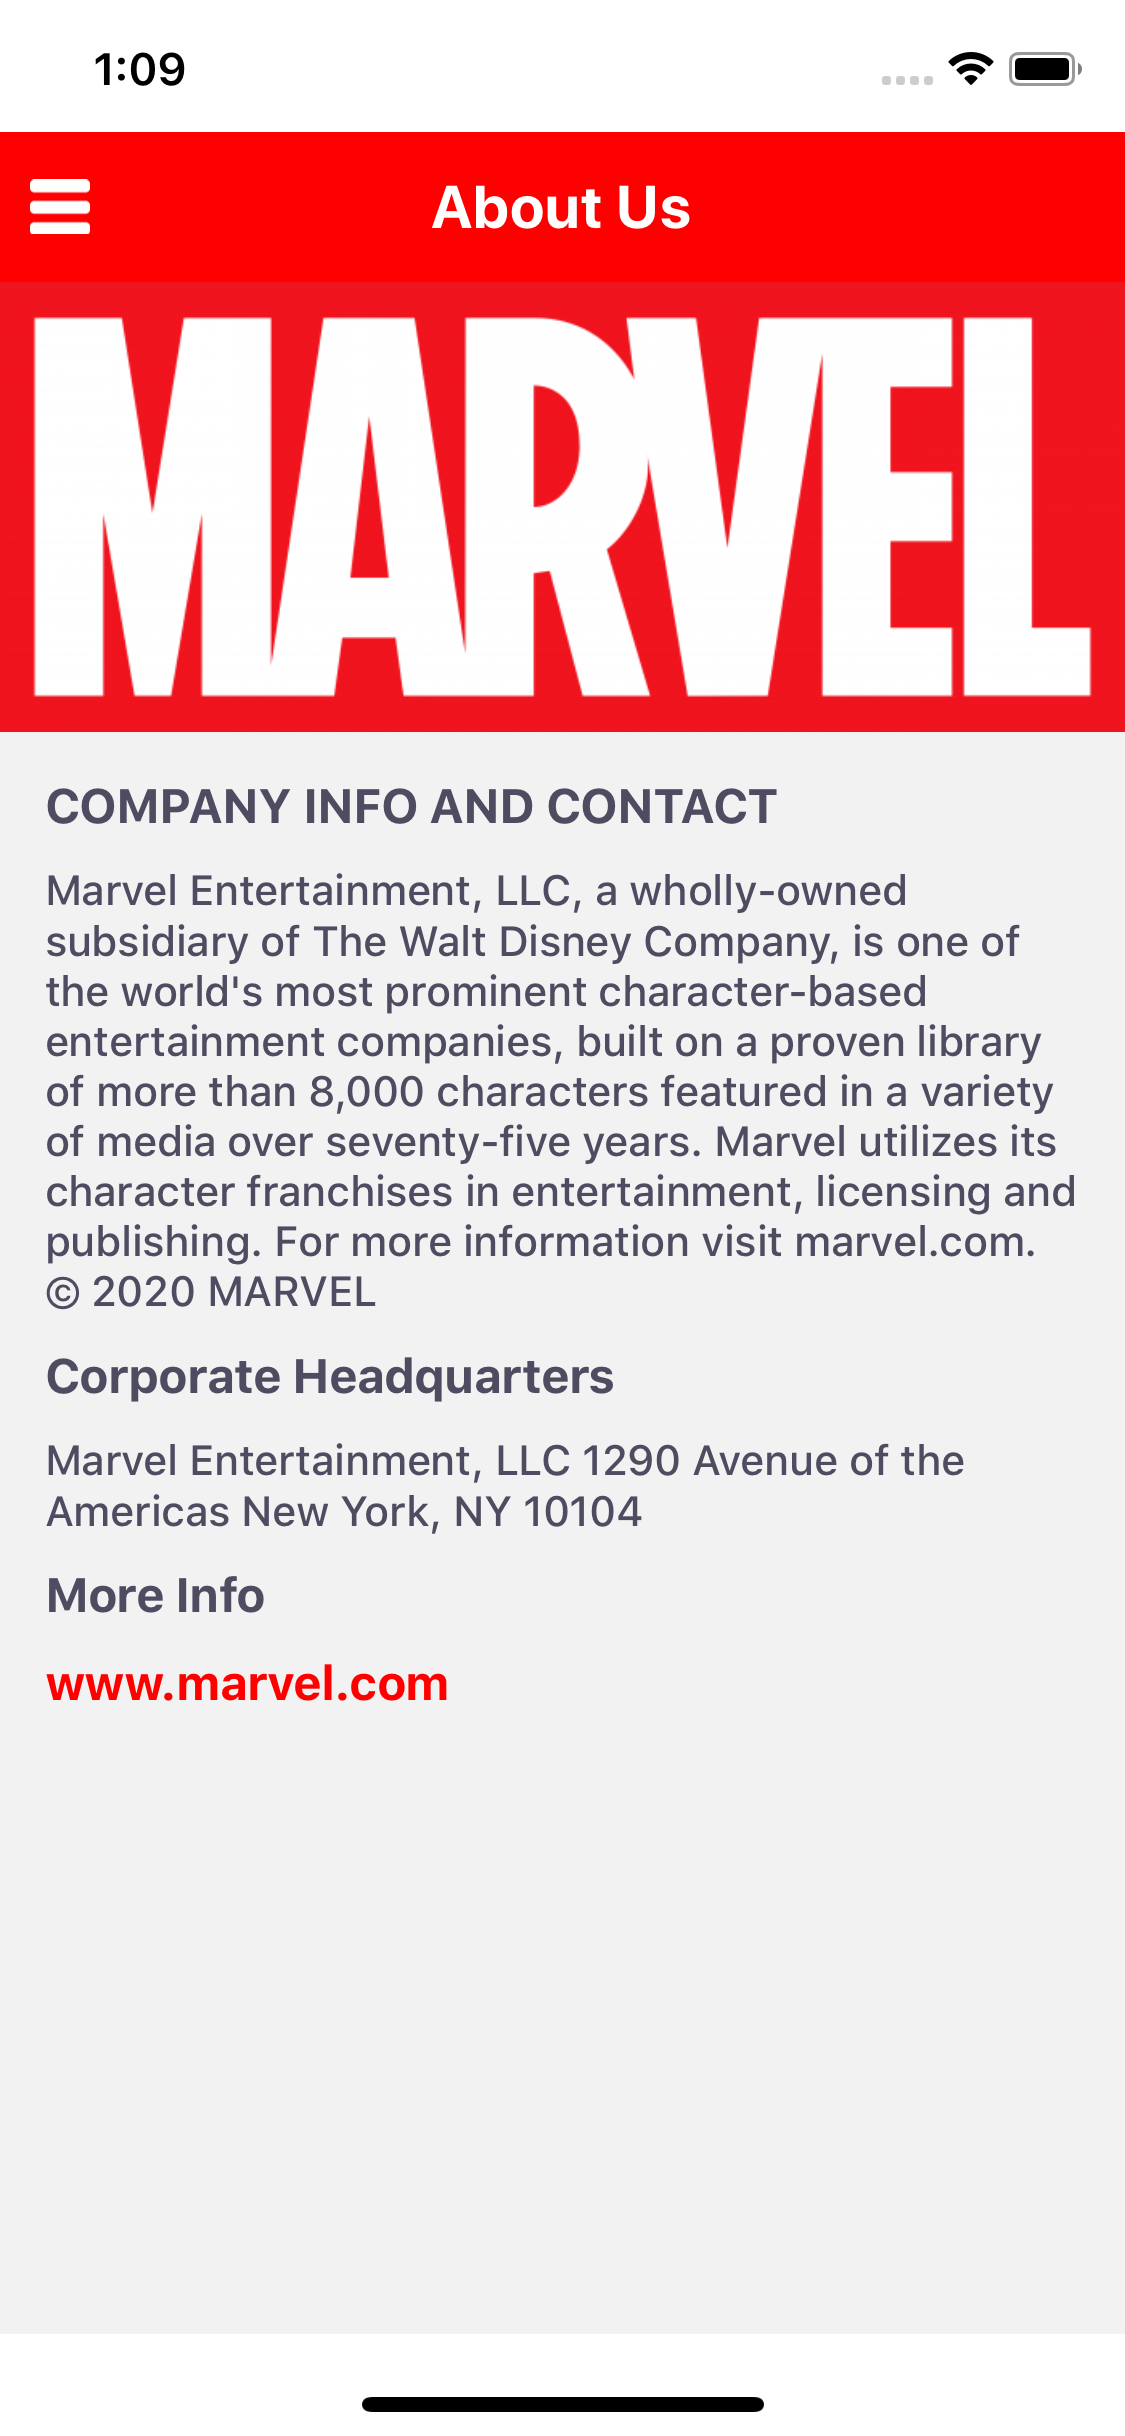 1:09
About Us
MARVEL
COMPANY INFO AND CONTACT
Marvel Entertainment, LLC, a wholly-owned
subsidiary of The Walt Disney Company, is one of
the world's most prominent character-based
entertainment companies, built on a proven library
of more than 8,000 characters featured in a variety
of media over seventy-five years. Marvel utilizes its
character franchises in entertainment, licensing and
publishing. For more information visit marvel.com.
© 2020 MARVEL
Corporate Headquarters
Marvel Entertainment, LLC 1290 Avenue of the
Americas New York, NY 10104
More Info
www.marvel.com